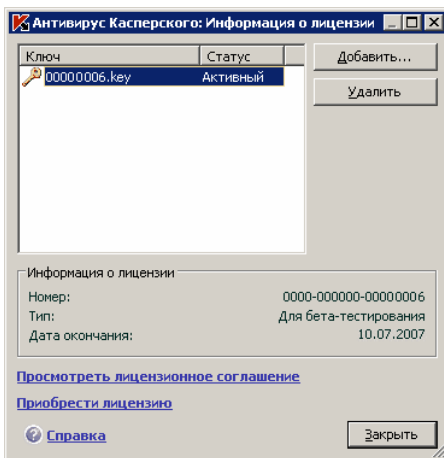 Антивирус Касперского: Информация о лицензии
Ключ Статус
00000006.key Активный
Добавить...
Удалить
Информация о лицензии
Номер: 0000-000000-00000006
Тип: Для бета-тестирования
Дата окончания: 10.07.2007
Просмотреть лицензионное соглашение
Приобрести лицензию
Справка
Закрыть